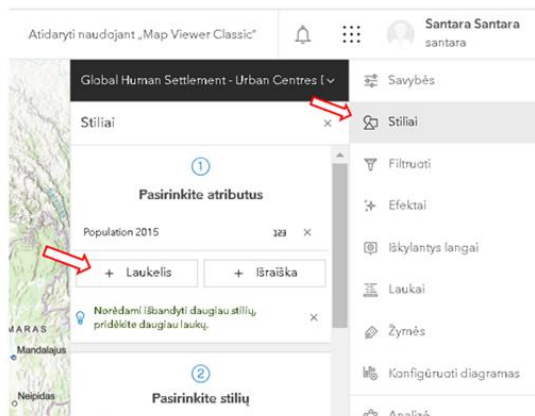 Atidaryti naudojant „Map Viewer Classic“
Santara Santara
santara
Global Human Settlement - Urban Centres
Stiliai
1
Pasirinkite atributus
Population 2015
123
+ Laukelis
+ Išraiška
Norėdami išbandyti daugiau stilių,
pridėkite daugiau laukų.
2
Pasirinkite stilių
Savybės
Stiliai
Filtruoti
Efektai
Iškylantys langai
Laukai
Žymės
Konfigūruoti diagramas
Analizė
MARAS
Mandalajus
Neipidas